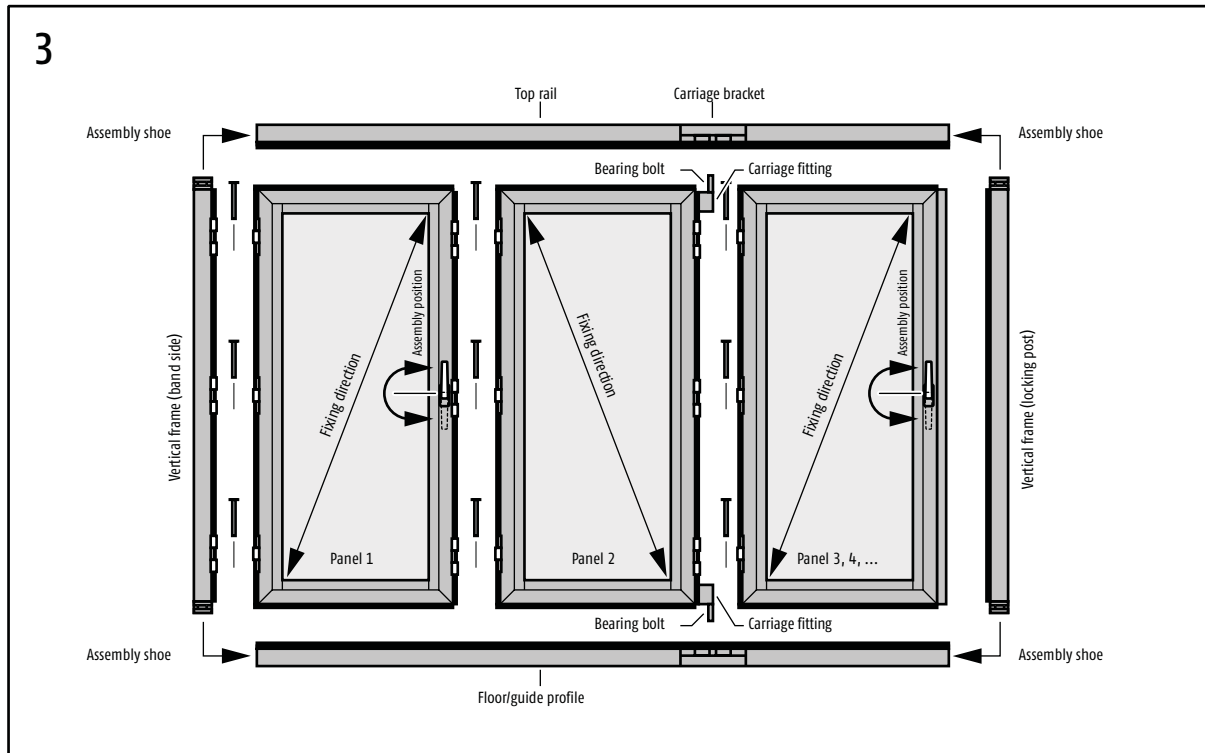 3
Top rail
Carriage bracket
Assembly shoe
Assembly shoe
Bearing bolt
Carriage fitting
Vertical frame (band side)
Fixing direction
Assembly position
Fixing direction
Fixing direction
Assembly position
Vertical frame (locking post)
Panel 1
Panel 2
Panel 3, 4, ...
Bearing bolt
Carriage fitting
Assembly shoe
Assembly shoe
Floor/guide profile